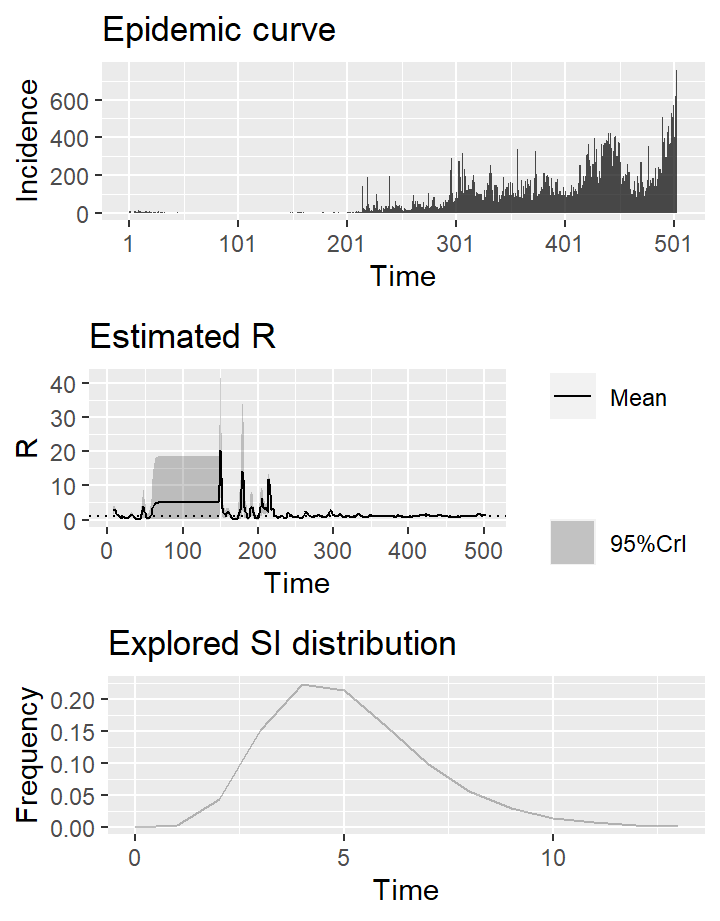 Epidemic curve
Incidence
600
400
200
0
1 101 201 301 401 501
Time
Estimated R
R
40
30
20
10
0
0 100 200 300 400 500
Time
Mean
95%CrI
Explored SI distribution
Frequency
0.20
0.15
0.10
0.05
0.00
0 5 10
Time